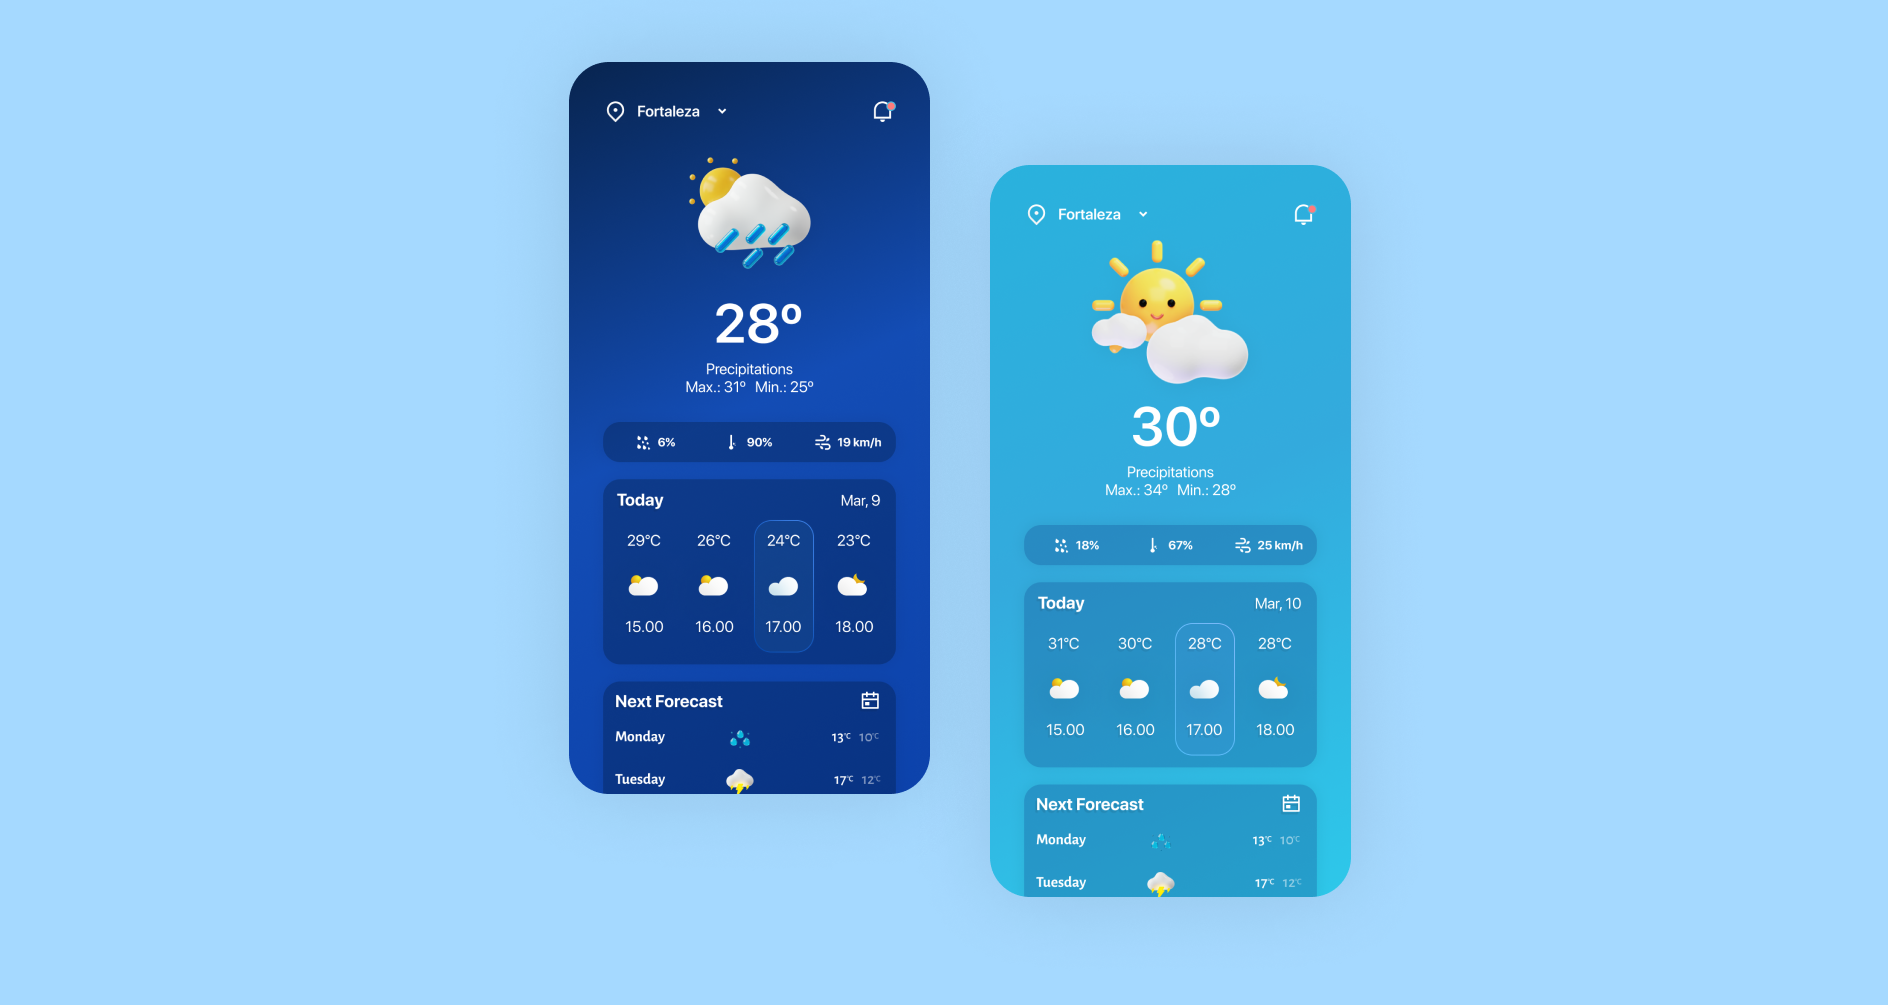 Fortaleza
28º
Precipitations
Max.: 31º Min.: 25º
6% 90% 19 km/h
Today Mar, 9
29°C 26°C 24°C 23°C
15.00 16.00 17.00 18.00
Next Forecast
Monday 13°C 10°C
Tuesday 17°C 12°C
Fortaleza
30º
Precipitations
Max.: 34º Min.: 28º
18% 67% 25 km/h
Today Mar, 10
31°C 30°C 28°C 28°C
15.00 16.00 17.00 18.00
Next Forecast
Monday 13°C 10°C
Tuesday 17°C 12°C